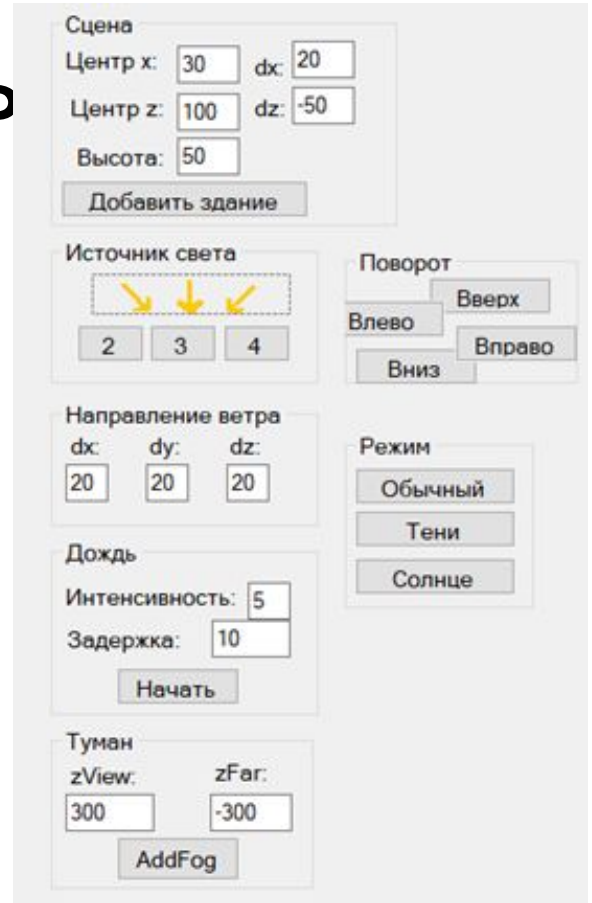 Сцена
Центр x: 30 dx: 20
Центр z: 100 dz: -50
Высота: 50
Добавить здание
Источник света
2 3 4
Поворот
Вверх
Влево
Вправо
Вниз
Направление ветра
dx: dy: dz:
20 20 20
Режим
Обычный
Тени
Солнце
Дождь
Интенсивность: 5
Задержка: 10
Начать
Туман
zView: zFar:
300 -300
AddFog